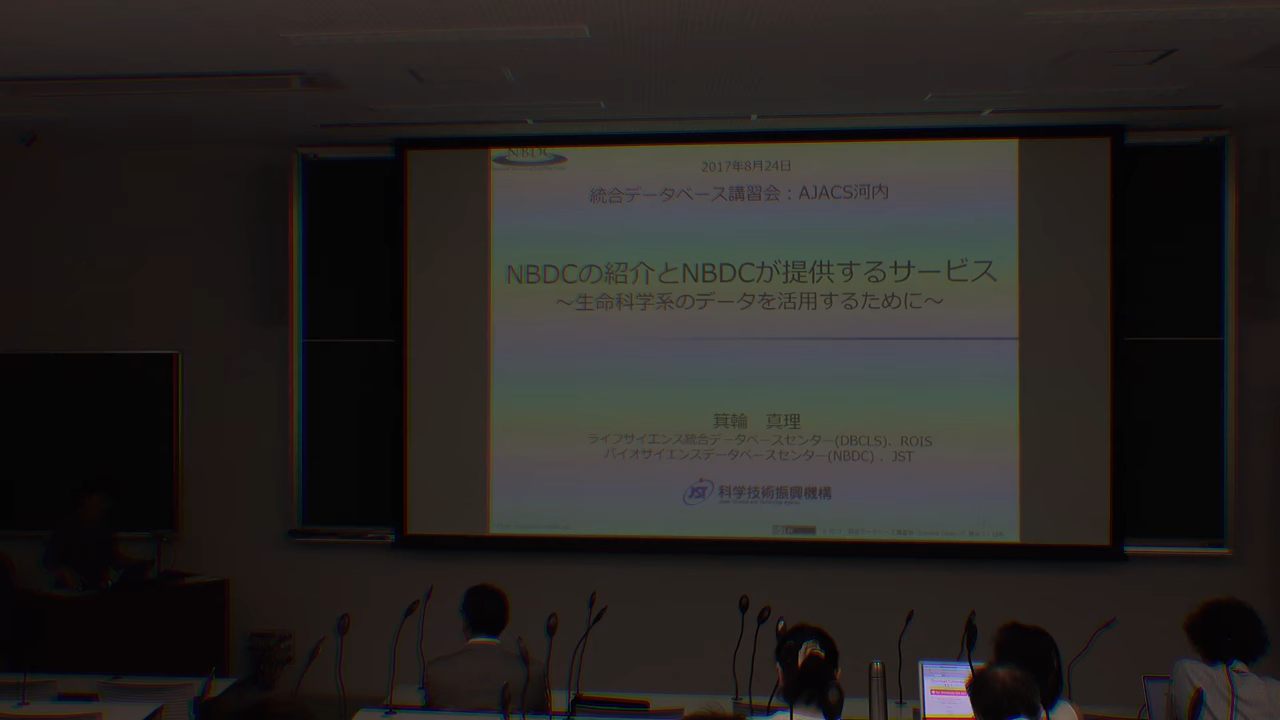 NBDC
2017年8月24日
統合データベース講習会：AJACS河内
NBDCの紹介とNBDCが提供するサービス
～生命科学系のデータを活用するために～
箕輪　真理
ライフサイエンス統合データベースセンター(DBCLS)．ROIS
バイオサイエンスデータベースセンター(NBDC)．JST
JST 科学技術振興機構